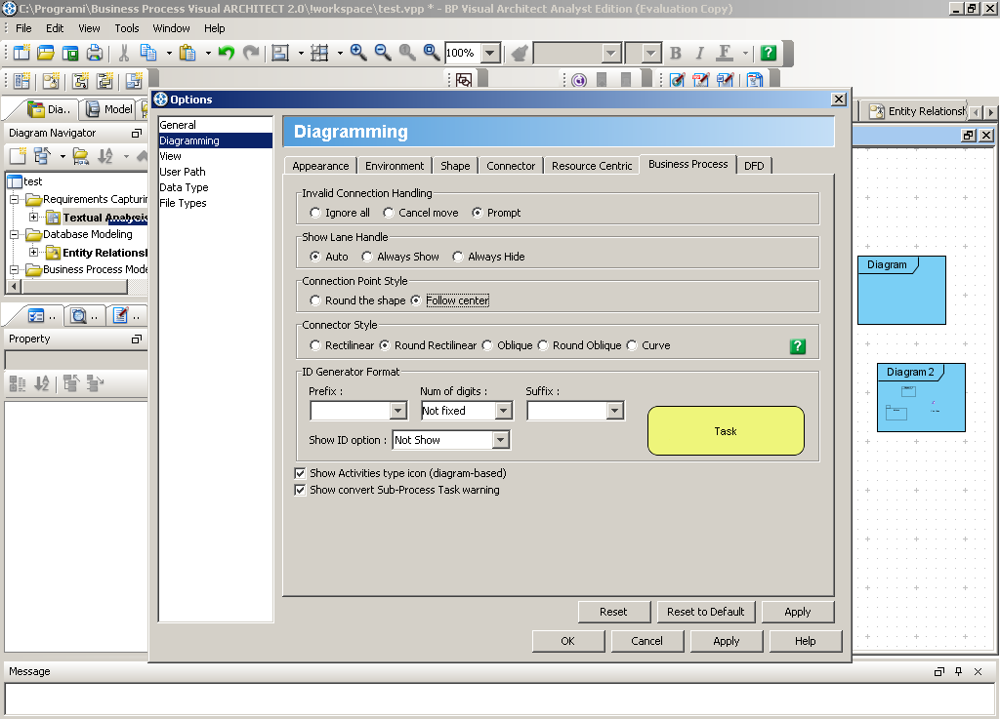 C:\Programi\Business Process Visual ARCHITECT 2.0\!workspace\test.vpp * - BP Visual Architect Analyst Edition (Evaluation Copy)
File Edit View Tools Window Help
100% B I F ?
Dia.. Model
Entity Relationsh
Diagram Navigator
test
Requirements Capturin
Textual Analysis
Database Modeling
Entity Relationsl
Business Process Mode
Property
Options
General
Diagramming
View
User Path
Data Type
File Types
Diagramming
Appearance Environment Shape Connector Resource Centric Business Process DFD
Invalid Connection Handling
Ignore all Cancel move Prompt
Show Lane Handle
Auto Always Show Always Hide
Connection Point Style
Round the shape Follow center
Connector Style
Rectilinear Round Rectilinear Oblique Round Oblique Curve ?
ID Generator Format
Prefix : Num of digits : Suffix :
Not fixed
Task
Show ID option : Not Show
Show Activities type icon (diagram-based)
Show convert Sub-Process Task warning
Reset Reset to Default Apply
OK Cancel Apply Help
Diagram
Diagram 2
Message